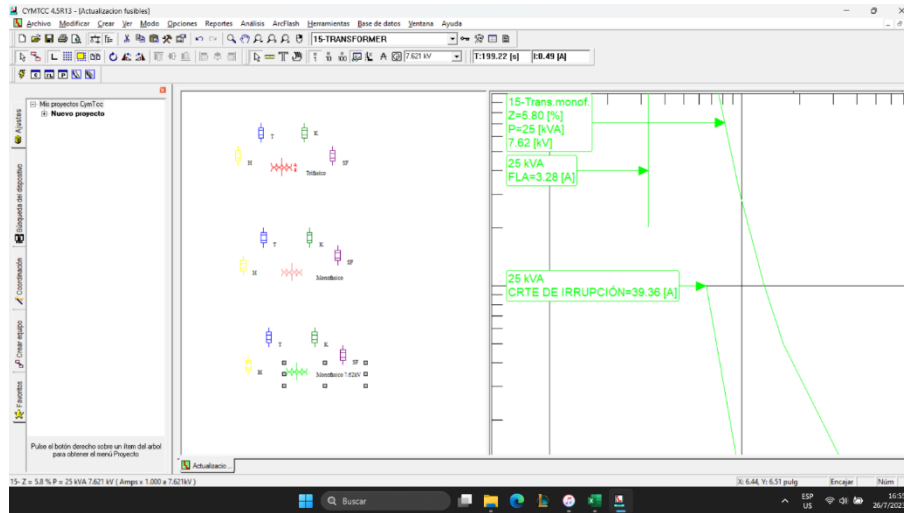 CYMTCC 4.5R13 - [Actualizacion fusibles]
Archivo Modificar Crear Ver Modo Opciones Reportes Análisis ArcFlash Herramientas Base de datos Ventana Ayuda
15-TRANSFORMER
7.621 kV
T:199.22 [s] I:0.49 [A]
Ajustes
Búsqueda del dispositivo
Coordinación
Crear equipo
Favoritos
Mis proyectos CymTcc
Nuevo proyecto
Pulse el botón derecho sobre un ítem del arbol
para obtener el menú Proyecto
T K
H SF
Trifasico
T K
H SF
Monofasico
T K
H SF
Monofasico 7.62kV
15-Trans.monof.
Z=5.80 [%]
P=25 [kVA]
7.62 [kV]
25 kVA
FLA=3.28 [A]
25 kVA
CRTE DE IRRUPCIÓN=39.36 [A]
Actualizacio ...
15- Z = 5.8 % P = 25 kVA 7.621 kV ( Amps x 1.000 a 7.621kV )
X: 6.44, Y: 6.51 pulg
Encajar
Núm
Buscar
ESP
US
16:55
26/7/2023